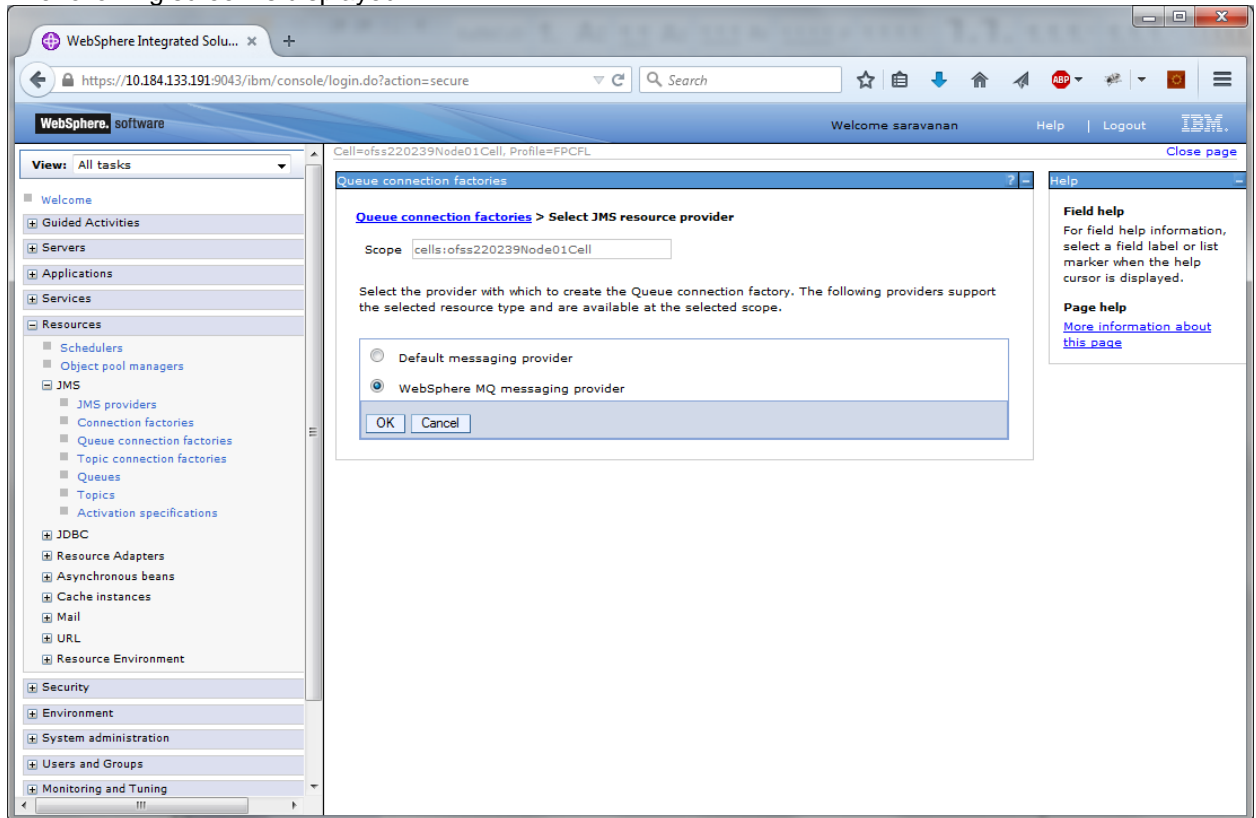 WebSphere Integrated Solu... × +
https://10.184.133.191:9043/ibm/console/login.do?action=secure
Search
ABP
WebSphere. software
Welcome saravanan
Help | Logout
IBM.
View: All tasks
Welcome
Guided Activities
Servers
Applications
Services
Resources
Schedulers
Object pool managers
JMS
JMS providers
Connection factories
Queue connection factories
Topic connection factories
Queues
Topics
Activation specifications
JDBC
Resource Adapters
Asynchronous beans
Cache instances
Mail
URL
Resource Environment
Security
Environment
System administration
Users and Groups
Monitoring and Tuning
Cell=ofss220239Node01Cell, Profile=FPCFL
Close page
Queue connection factories
? –
Queue connection factories > Select JMS resource provider
Scope cells:ofss220239Node01Cell
Select the provider with which to create the Queue connection factory. The following providers support
the selected resource type and are available at the selected scope.
Default messaging provider
WebSphere MQ messaging provider
OK Cancel
Help –
Field help
For field help information,
select a field label or list
marker when the help
cursor is displayed.
Page help
More information about
this page